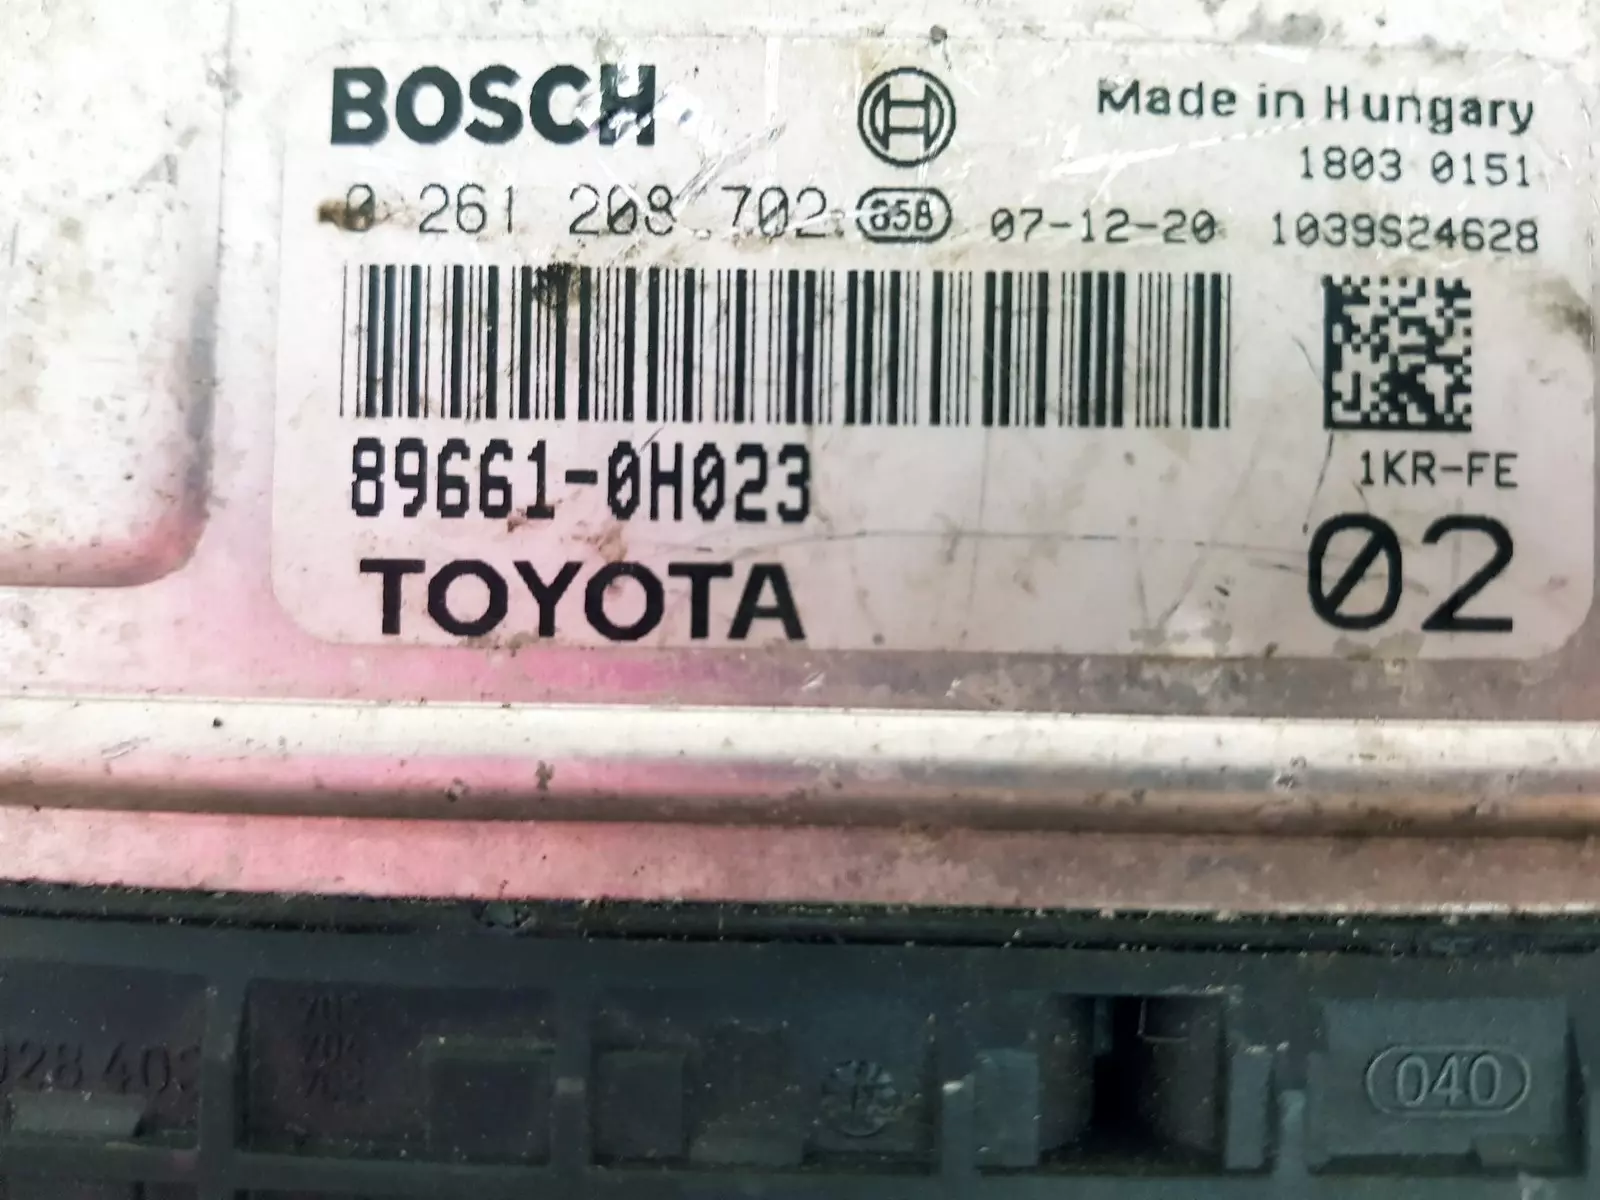 BOSCH
Made in Hungary
1803 0151
0 261 208 702 G5B 07-12-20 1039S24628
89661-0H023
1KR-FE
TOYOTA
02
040